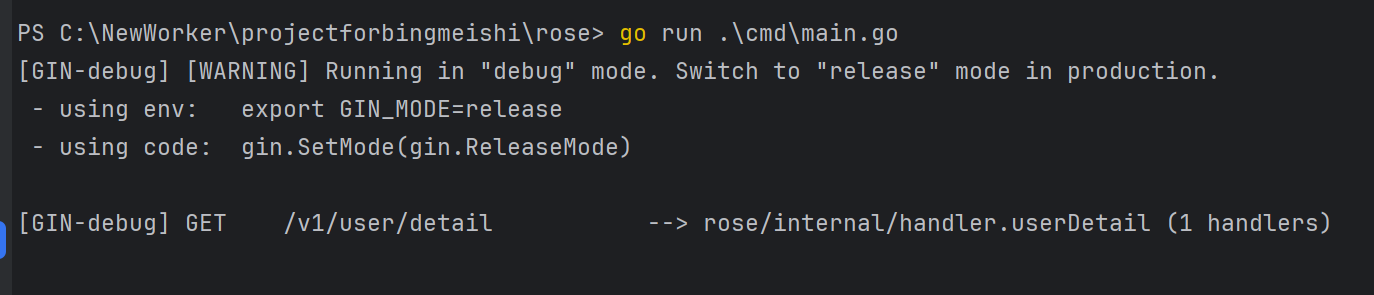 PS C:\NewWorker\projectforbingmeishi\rose> go run .\cmd\main.go
[GIN-debug] [WARNING] Running in "debug" mode. Switch to "release" mode in production.
 - using env:   export GIN_MODE=release
 - using code:  gin.SetMode(gin.ReleaseMode)
[GIN-debug] GET    /v1/user/detail           --> rose/internal/handler.userDetail (1 handlers)